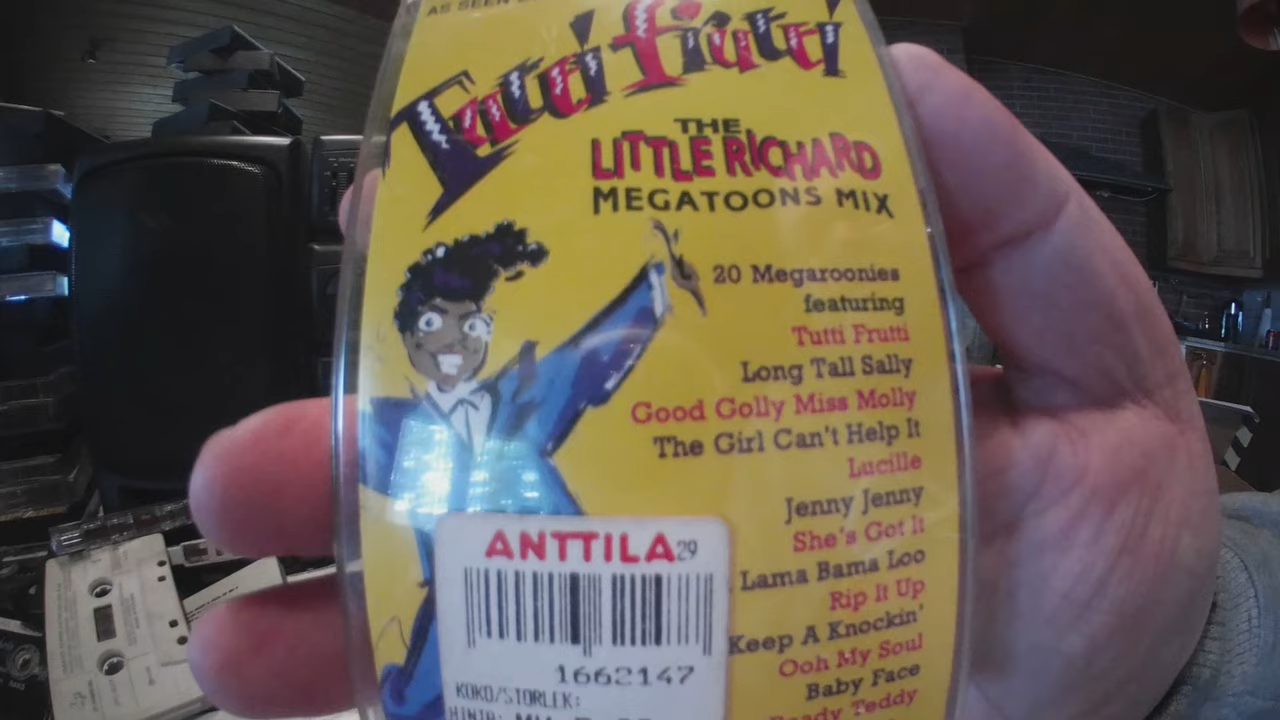 AS SEEN
Tutti frutti
THE
LITTLE RICHARD
MEGATOONS MIX
20 Megaroonies
featuring
Tutti Frutti
Long Tall Sally
Good Golly Miss Molly
The Girl Can't Help It
Lucille
Jenny Jenny
She's Got It
Lama Bama Loo
Rip It Up
Keep A Knockin'
Ooh My Soul
Baby Face
Ready Teddy
ANTTILA 29
1662147
KOKO/STORLEK: